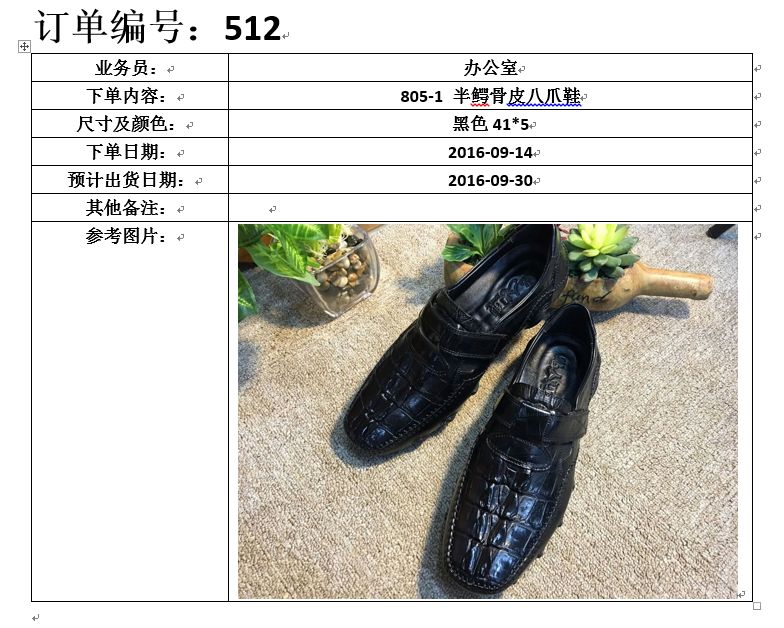 订单编号：512
业务员： 办公室
下单内容： 805-1 半鳄骨皮八爪鞋
尺寸及颜色： 黑色 41*5
下单日期： 2016-09-14
预计出货日期： 2016-09-30
其他备注：
参考图片：
fund